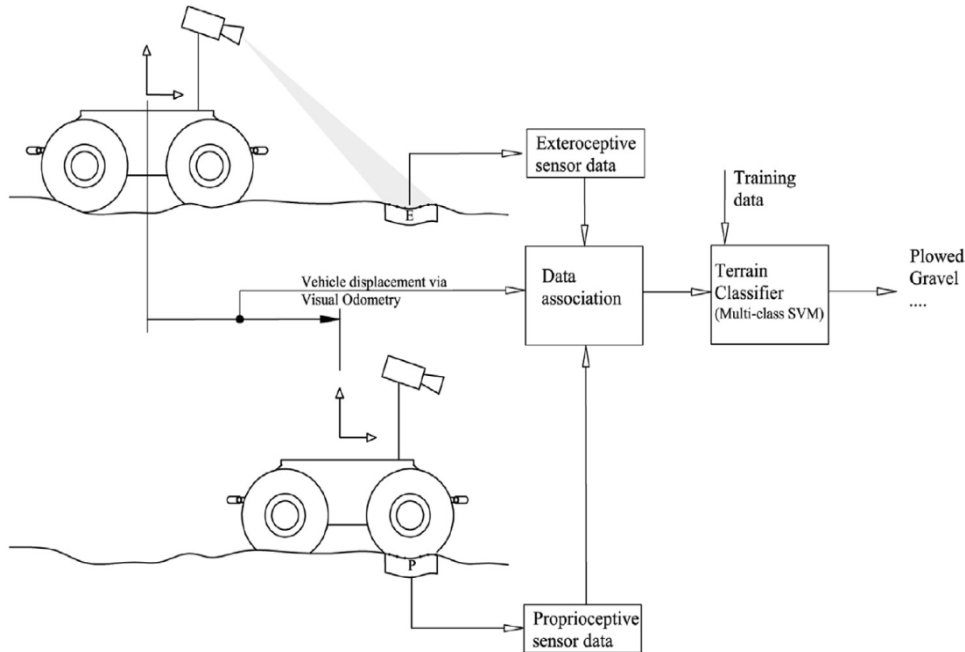 Exteroceptive
sensor data
E
Training
data
Vehicle displacement via
Visual Odometry
Data
association
Terrain
Classifier
(Multi-class SVM)
Plowed
Gravel
....
P
Proprioceptive
sensor data